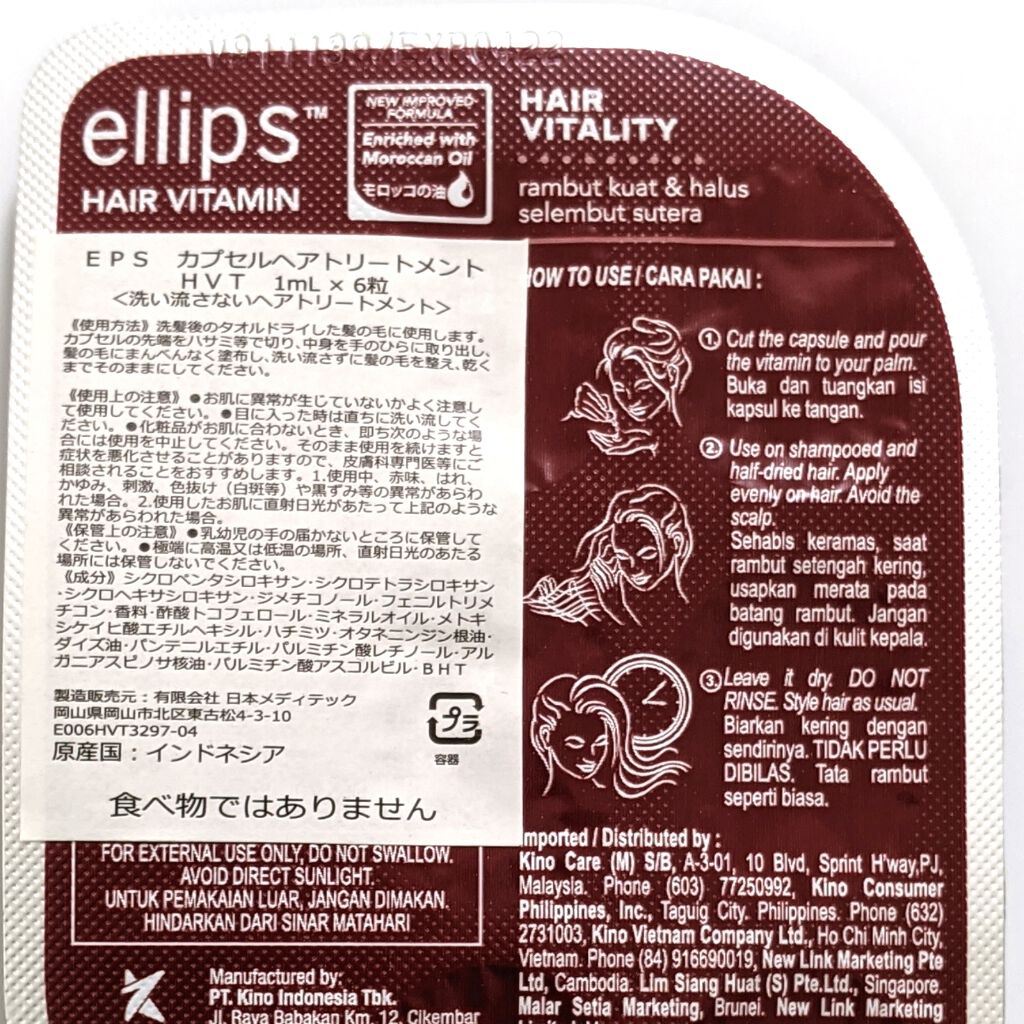 ellips™
HAIR VITAMIN
NEW IMPROVED
FORMULA
Enriched with
Moroccan Oil
モロッコの油
HAIR
VITALITY
rambut kuat & halus
selembut sutera
EPS カプセルヘアトリートメント
HVT 1mL × 6粒
<洗い流さないヘアトリートメント>
《使用方法》洗髪後のタオルドライした髪の毛に使用します。
カプセルの先端をハサミ等で切り、中身を手のひらに取り出し、
髪の毛にまんべんなく塗布し、洗い流さずに髪の毛を整え、乾く
までそのままにしてください。
《使用上の注意》●お肌に異常が生じていないかよく注意し
て使用してください。●目に入った時は直ちに洗い流してく
ださい。●化粧品がお肌に合わないとき、即ち次のような場
合には使用を中止してください。そのまま使用を続けますと
症状を悪化させることがありますので、皮膚科専門医等にご
相談されることをおすすめします。1.使用中、赤味、はれ、
かゆみ、刺激、色抜け(白斑等)や黒ずみ等の異常があらわ
れた場合。2.使用したお肌に直射日光があたって上記のような
異常があらわれた場合。
《保管上の注意》●乳幼児の手の届かないところに保管して
ください。●極端に高温又は低温の場所、直射日光のあたる
場所には保管しないでください。
《成分》シクロペンタシロキサン・シクロテトラシロキサン
・シクロヘキサシロキサン・ジメチコノール・フェニルトリメ
チコン・香料・酢酸トコフェロール・ミネラルオイル・メトキ
シケイヒ酸エチルヘキシル・ハチミツ・オタネニンジン根油・
ダイズ油・パンテニルエチル・パルミチン酸レチノール・アル
ガニアスピノサ核油・パルミチン酸アスコルビル・BHT
製造販売元：有限会社 日本メディテック
岡山県岡山市北区東古松4-3-10
E006HVT3297-04
原産国：インドネシア
プラ
容器
食べ物ではありません
HOW TO USE / CARA PAKAI :
1. Cut the capsule and pour
the vitamin to your palm.
Buka dan tuangkan isi
kapsul ke tangan.
2. Use on shampooed and
half-dried hair. Apply
evenly on hair. Avoid the
scalp.
Sehabis keramas, saat
rambut setengah kering,
usapkan merata pada
batang rambut. Jangan
digunakan di kulit kepala.
3. Leave it dry. DO NOT
RINSE. Style hair as usual.
Biarkan kering dengan
sendirinya. TIDAK PERLU
DIBILAS. Tata rambut
seperti biasa.
FOR EXTERNAL USE ONLY, DO NOT SWALLOW.
AVOID DIRECT SUNLIGHT.
UNTUK PEMAKAIAN LUAR, JANGAN DIMAKAN.
HINDARKAN DARI SINAR MATAHARI
Manufactured by:
PT. Kino Indonesia Tbk.
Jl. Raya Babakan Km. 12, Cikembar
Imported / Distributed by :
Kino Care (M) S/B, A-3-01, 10 Blvd, Sprint H'way,PJ,
Malaysia. Phone (603) 77250992, Kino Consumer
Philippines, Inc., Taguig City. Philippines. Phone (632)
2731003, Kino Vietnam Company Ltd., Ho Chi Minh City,
Vietnam. Phone (84) 916690019, New Link Marketing Pte
Ltd, Cambodia. Lim Siang Huat (S) Pte.Ltd., Singapore.
Malar Setia Marketing, Brunei. New Link Marketing